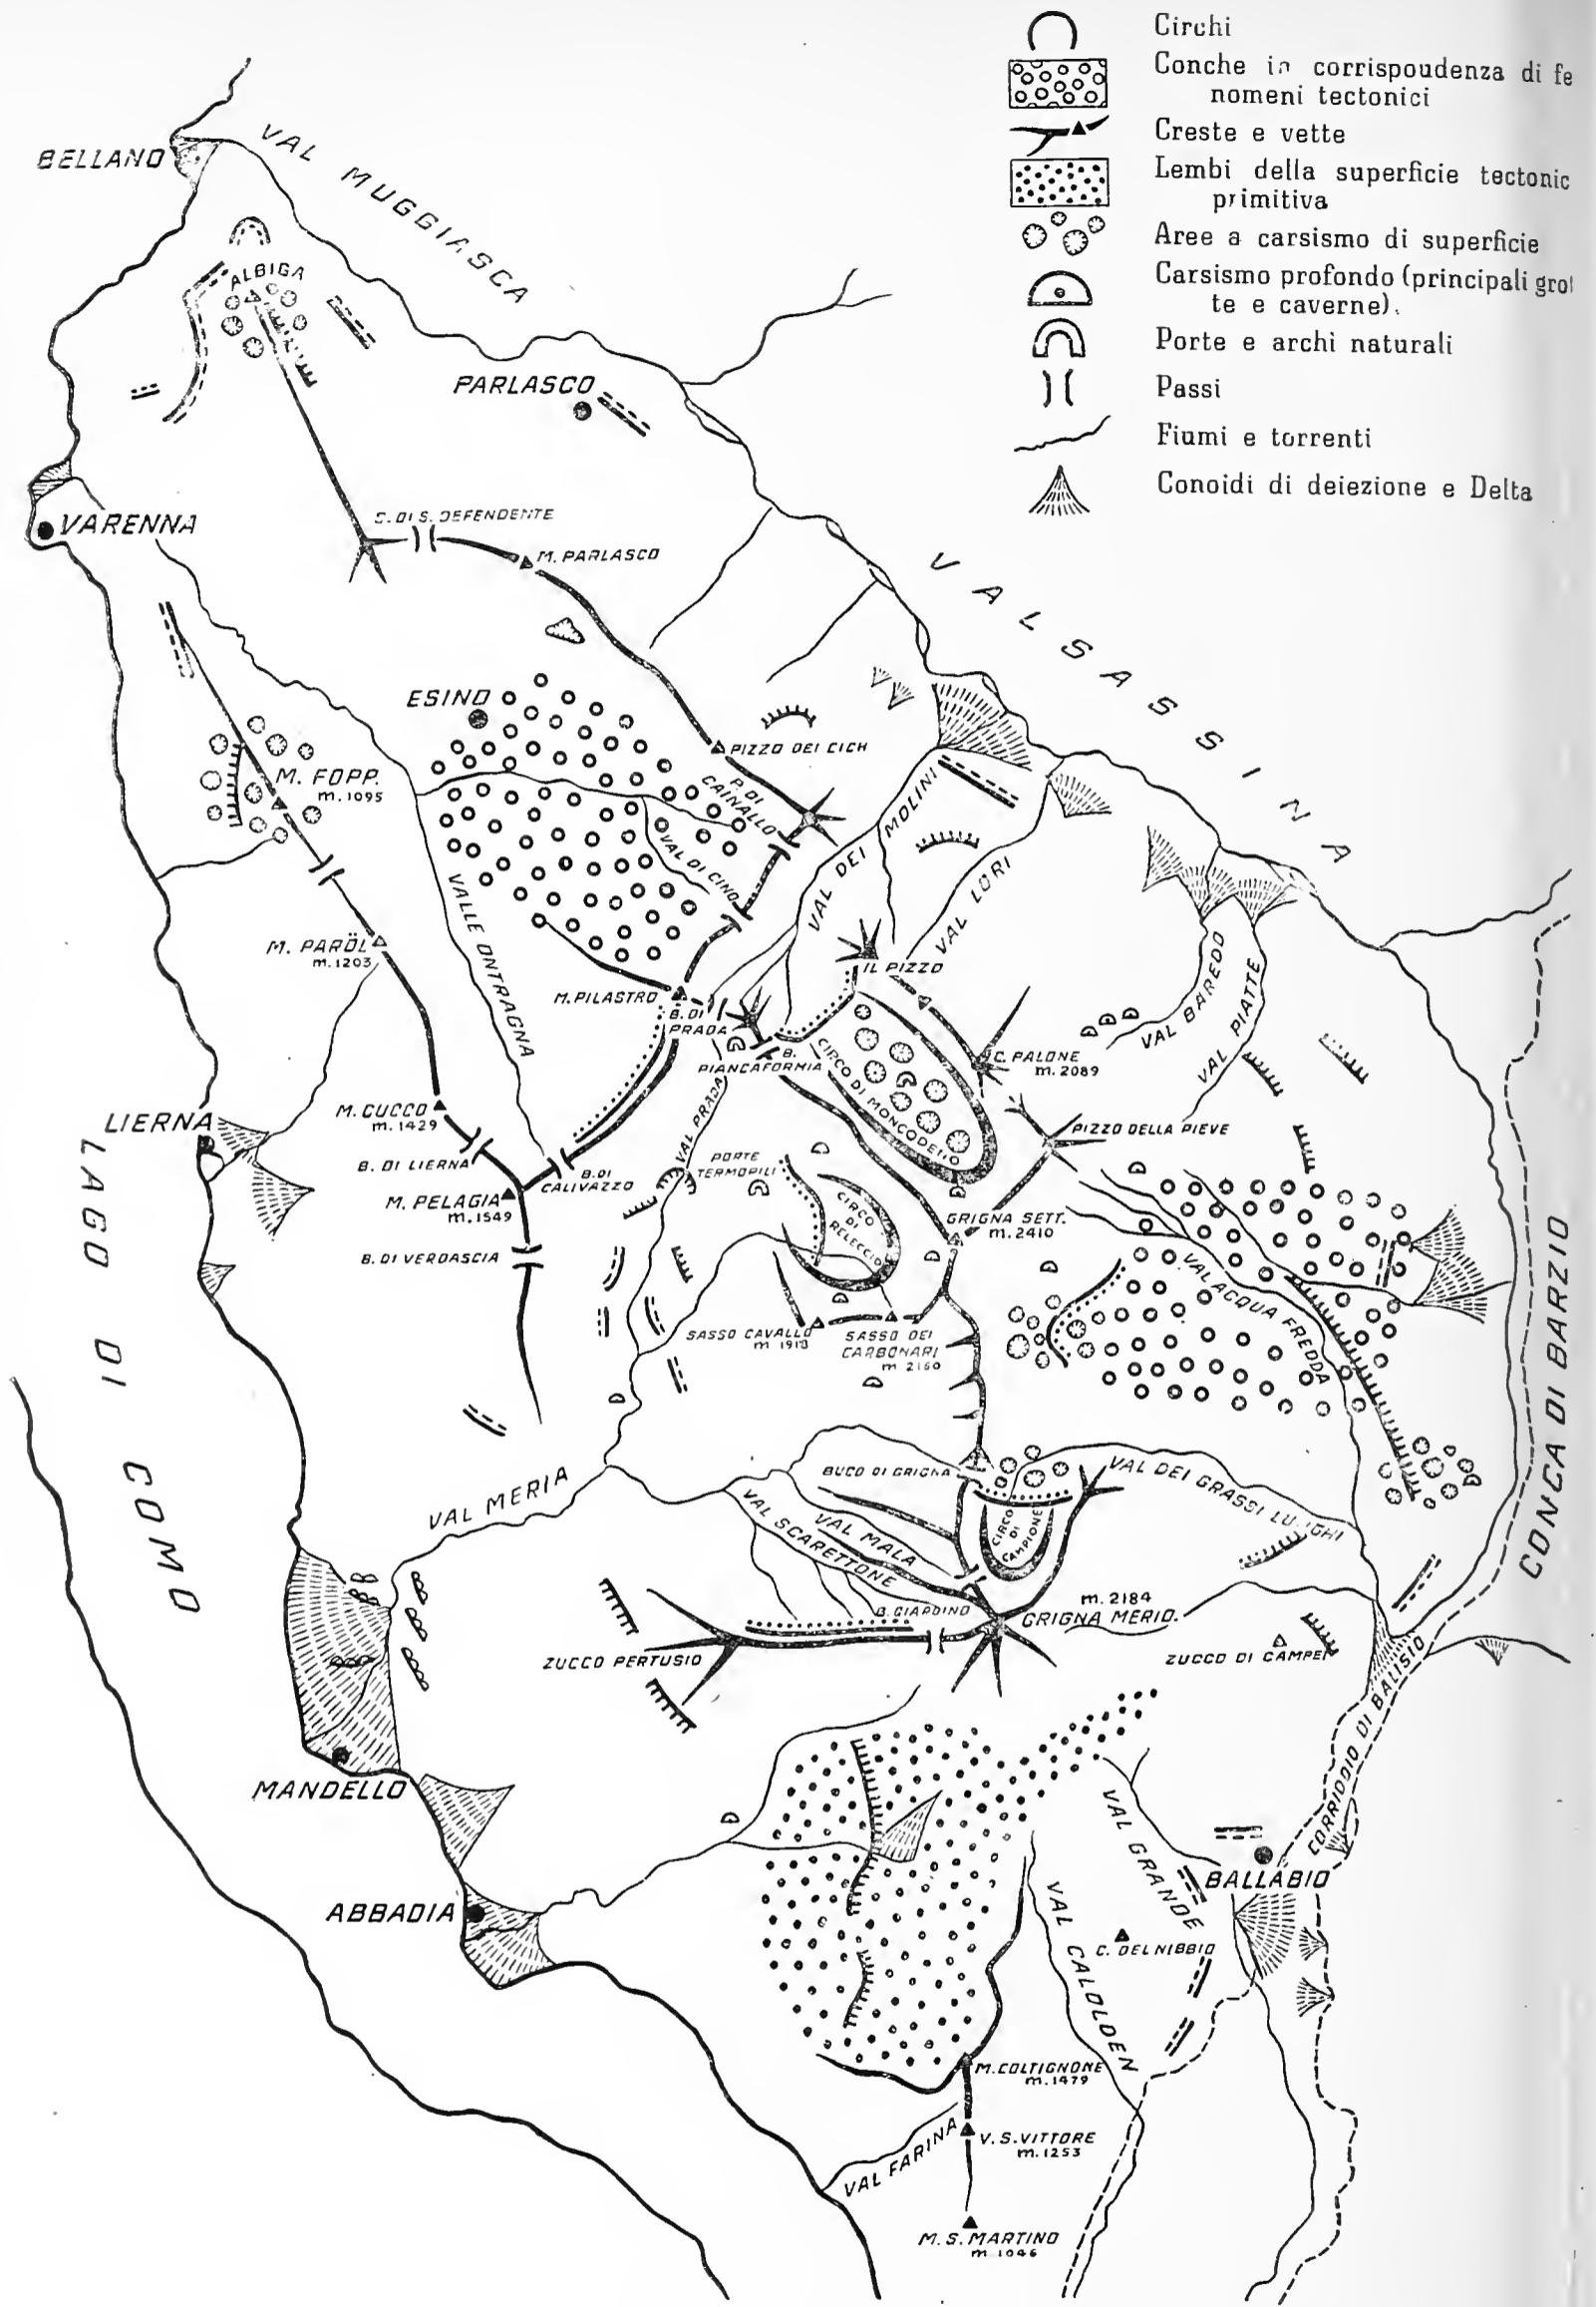 Circhi
Conche in corrispoudenza di fe
nomeni tectonici
Creste e vette
Lembi della superficie tectonic
primitiva
Aree a carsismo di superficie
Carsismo profondo (principali grot
te e caverne).
Porte e archi naturali
Passi
Fiumi e torrenti
Conoidi di deiezione e Delta
BELLANO
VAL MUGGIASCA
ALBIGA
PARLASCO
VARENNA
C. DI S. DEFENDENTE
M. PARLASCO
VALSASSINA
ESINO
PIZZO DEI CICH
P. DI
CAINALLO
M. FOPP.
m. 1095
VAL DI CINO
VAL DEI MOLINI
VAL LORI
VALLE ONTRAGNA
M. PARÖL
m. 1203
IL PIZZO
M. PILASTRO
B. DI
PRADA
B.
PIANCAFORMIA
CIRCO DI MONCODENO
C. PALONE
m. 2089
VAL BAREDO
VAL PIATTE
VAL PRADA
M. CUCCO
m. 1429
LIERNA
B. DI LIERNA
PIZZO DELLA PIEVE
PORTE
TERMOPILI
B. DI
CALIVAZZO
M. PELAGIA
m. 1549
CIRCO
DI
RELECCIO
GRIGNA SETT.
m. 2410
B. DI VERDASCIA
LAGO DI COMO
VAL ACQUA FREDDA
SASSO CAVALLO
m 1913
SASSO DEI
CARBONARI
m 2160
CONCA DI BARZIO
BUCO DI GRIGNA
VAL DEI GRASSI LUNGHI
VAL MERIA
VAL MALA
VAL SCARETTONE
CIRCO
DI
CAMPIONE
B. GIARDINO
m. 2184
GRIGNA MERID.
ZUCCO PERTUSIO
ZUCCO DI CAMPEI
CORRIDOIO DI BALISIO
MANDELLO
VAL GRANDE
BALLABIO
ABBADIA
VAL CALOLDEN
C. DEL NIBBIO
M. COLTIGNONE
m. 1479
VAL FARINA
V. S. VITTORE
m. 1253
M. S. MARTINO
m 1046